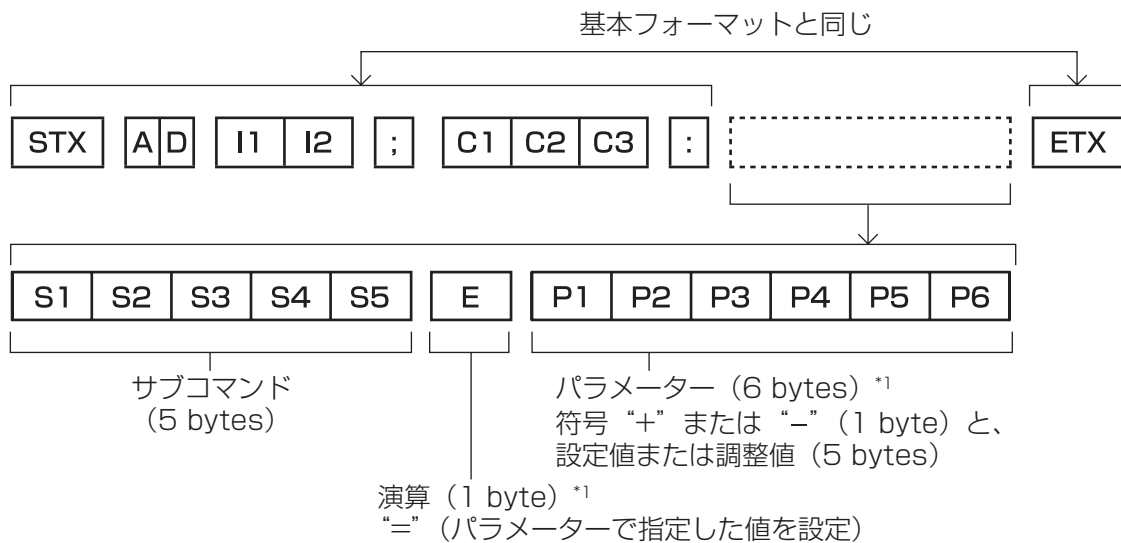 基本フォーマットと同じ
STX A D I1 I2 ; C1 C2 C3 : ETX
S1 S2 S3 S4 S5 E P1 P2 P3 P4 P5 P6
サブコマンド
（5 bytes）
パラメーター（6 bytes）*1
符号“+”または“−”（1 byte）と、
設定値または調整値（5 bytes）
演算（1 byte）*1
“=”（パラメーターで指定した値を設定）